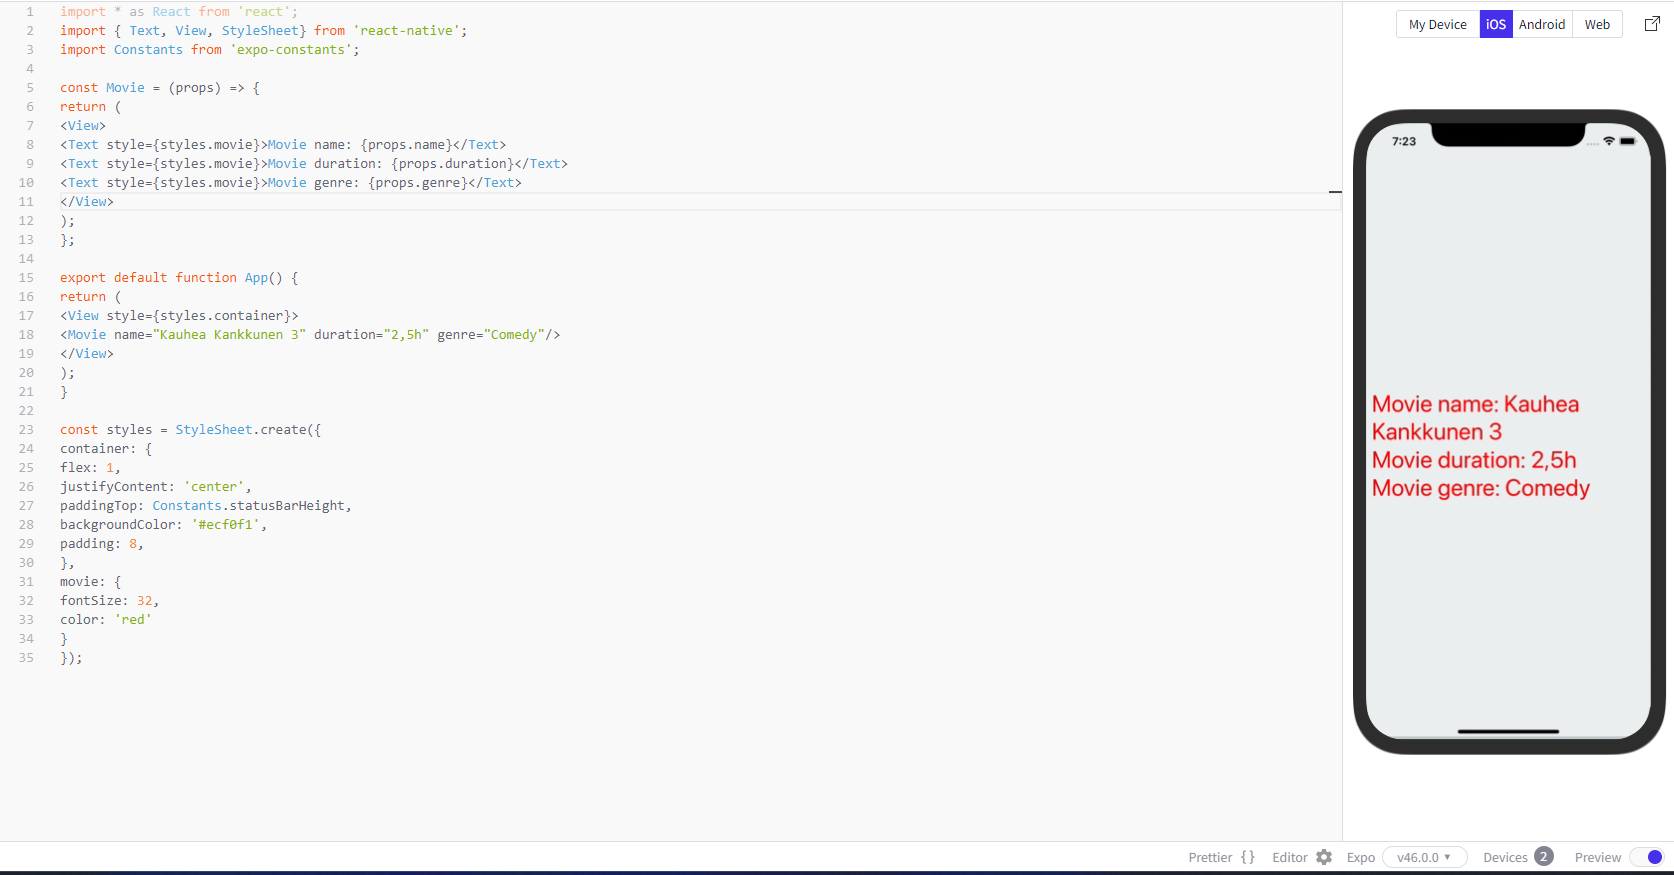 1 import * as React from 'react';
2 import { Text, View, StyleSheet} from 'react-native';
3 import Constants from 'expo-constants';
4
5 const Movie = (props) => {
6 return (
7 <View>
8 <Text style={styles.movie}>Movie name: {props.name}</Text>
9 <Text style={styles.movie}>Movie duration: {props.duration}</Text>
10 <Text style={styles.movie}>Movie genre: {props.genre}</Text>
11 </View>
12 );
13 };
14
15 export default function App() {
16 return (
17 <View style={styles.container}>
18 <Movie name="Kauhea Kankkunen 3" duration="2,5h" genre="Comedy"/>
19 </View>
20 );
21 }
22
23 const styles = StyleSheet.create({
24 container: {
25 flex: 1,
26 justifyContent: 'center',
27 paddingTop: Constants.statusBarHeight,
28 backgroundColor: '#ecf0f1',
29 padding: 8,
30 },
31 movie: {
32 fontSize: 32,
33 color: 'red'
34 }
35 });
My Device iOS Android Web
7:23
Movie name: Kauhea
Kankkunen 3
Movie duration: 2,5h
Movie genre: Comedy
Prettier {} Editor Expo v46.0.0 Devices 2 Preview